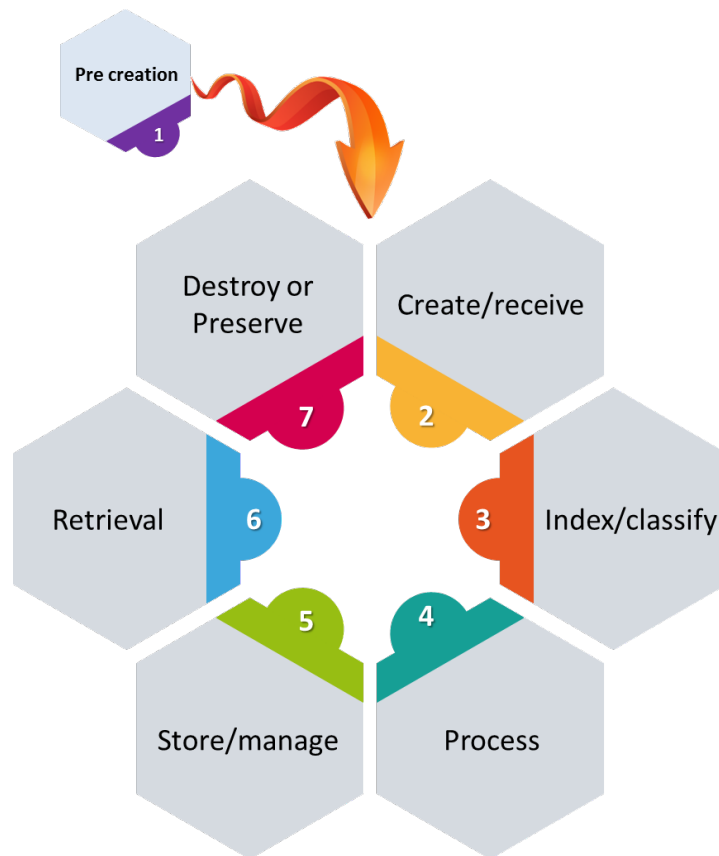 Pre creation
1
Create/receive
2
Index/classify
3
Process
4
Store/manage
5
Retrieval
6
Destroy or
Preserve
7